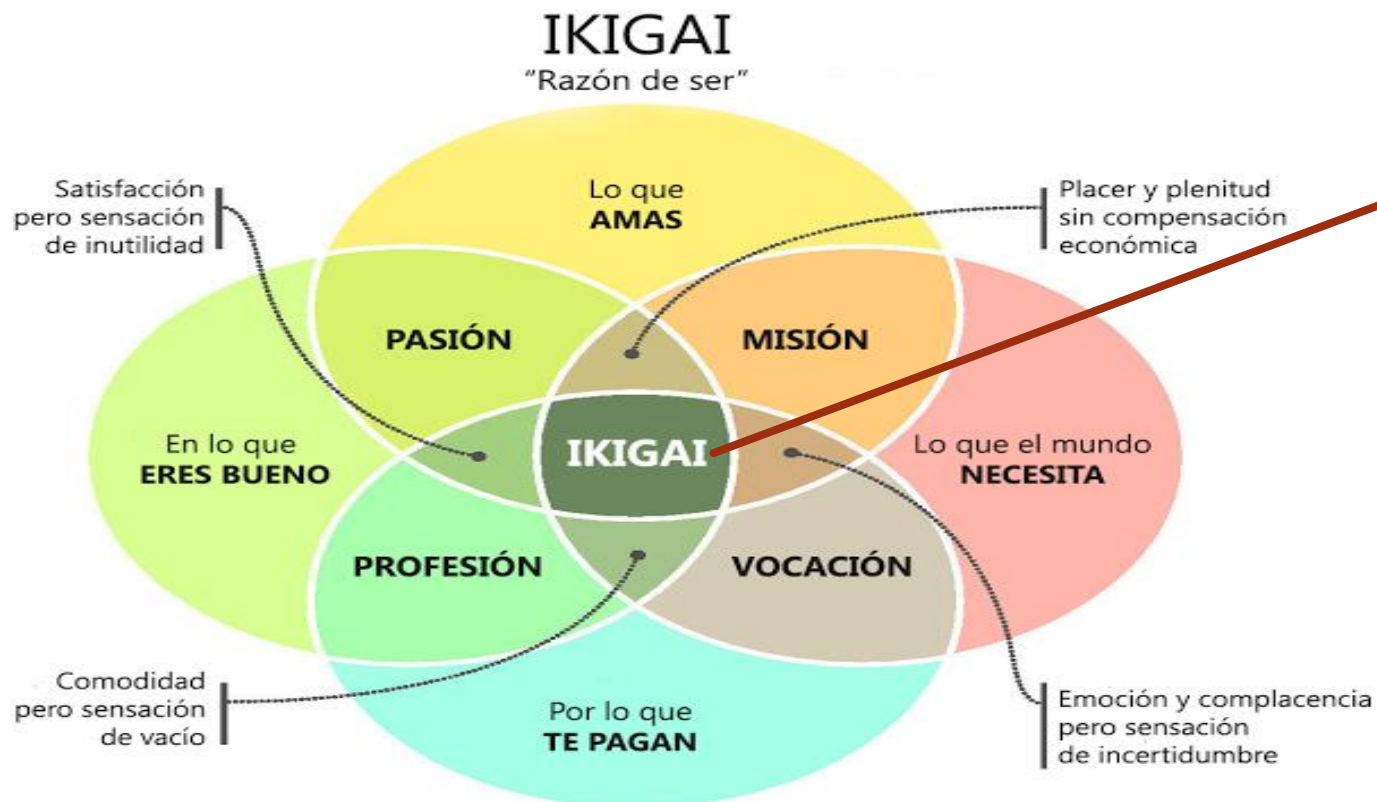 IKIGAI
"Razón de ser"
Lo que
AMAS
Satisfacción
pero sensación
de inutilidad
Placer y plenitud
sin compensación
económica
PASIÓN
MISIÓN
En lo que
ERES BUENO
IKIGAI
Lo que el mundo
NECESITA
PROFESIÓN
VOCACIÓN
Comodidad
pero sensación
de vacío
Por lo que
TE PAGAN
Emoción y complacencia
pero sensación
de incertidumbre